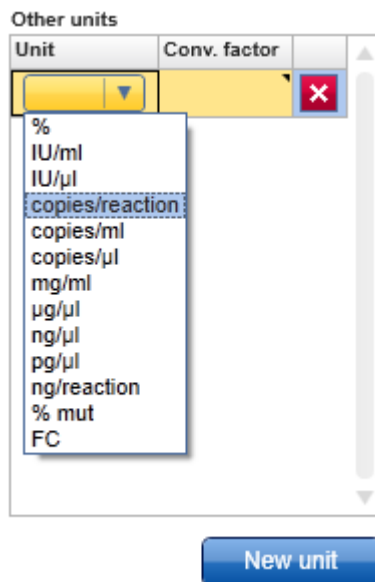 Other units
Unit Conv. factor
%
IU/ml
IU/µl
copies/reaction
copies/ml
copies/µl
mg/ml
µg/µl
ng/µl
pg/µl
ng/reaction
% mut
FC
New unit